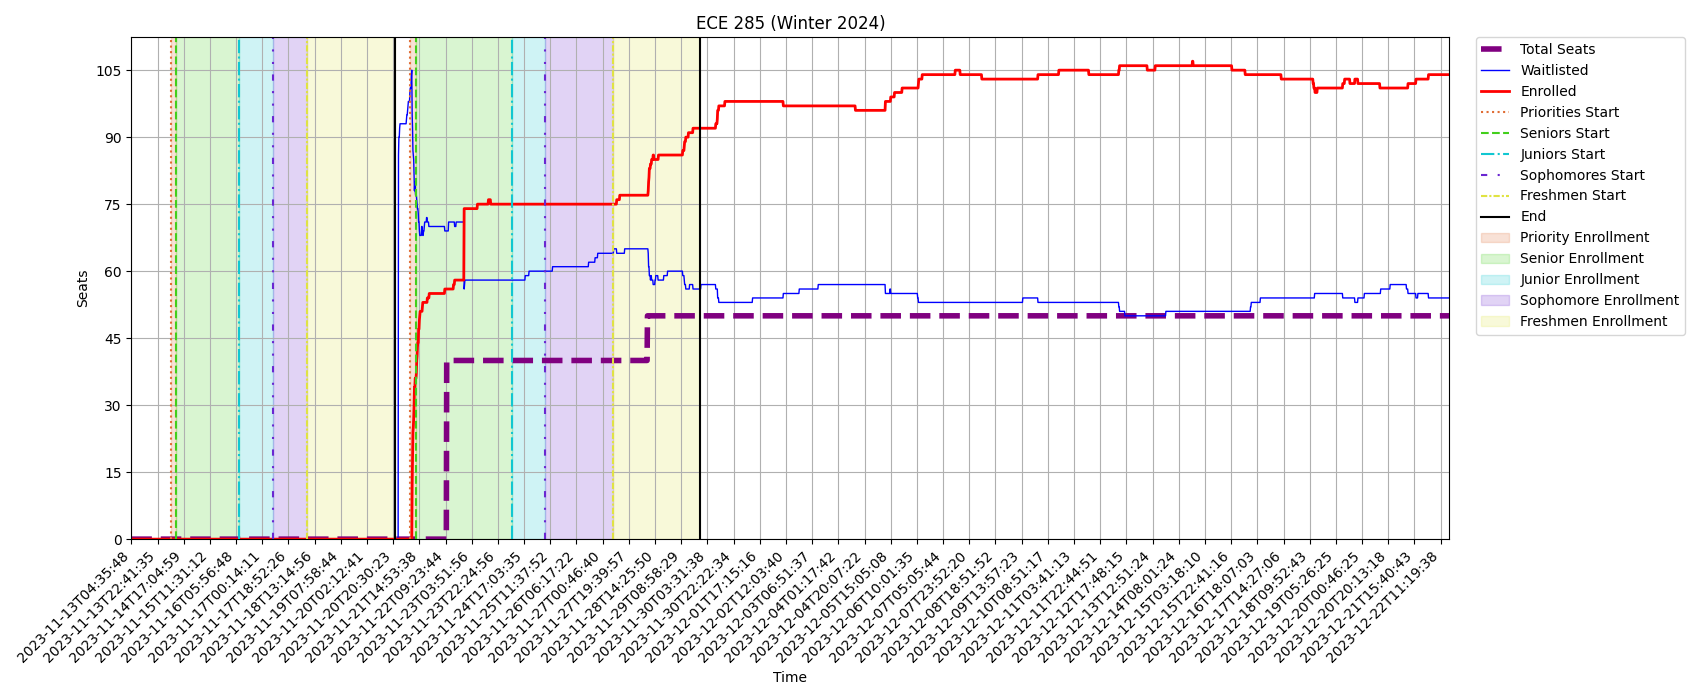 ECE 285 (Winter 2024)
Seats
105
90
75
60
45
30
15
0
2023-11-13T04:35:48
2023-11-13T22:41:35
2023-11-14T17:04:59
2023-11-15T11:31:12
2023-11-16T05:56:48
2023-11-17T00:14:11
2023-11-17T18:52:26
2023-11-18T13:14:56
2023-11-19T07:58:44
2023-11-20T02:12:41
2023-11-20T20:30:23
2023-11-21T14:53:38
2023-11-22T09:23:44
2023-11-23T03:51:56
2023-11-23T22:24:56
2023-11-24T17:03:35
2023-11-25T11:37:52
2023-11-26T06:17:22
2023-11-27T00:46:40
2023-11-27T19:39:57
2023-11-28T14:25:50
2023-11-29T08:58:29
2023-11-30T03:31:38
2023-11-30T22:22:34
2023-12-01T17:15:16
2023-12-02T12:03:40
2023-12-03T06:51:37
2023-12-04T01:17:42
2023-12-04T20:07:22
2023-12-05T15:05:08
2023-12-06T10:01:35
2023-12-07T05:05:44
2023-12-07T23:52:20
2023-12-08T18:51:52
2023-12-09T13:57:23
2023-12-10T08:51:17
2023-12-11T03:41:13
2023-12-11T22:44:51
2023-12-12T17:48:15
2023-12-13T12:51:24
2023-12-14T08:01:24
2023-12-15T03:18:10
2023-12-15T22:41:16
2023-12-16T18:07:03
2023-12-17T14:27:06
2023-12-18T09:52:43
2023-12-19T05:26:25
2023-12-20T00:46:25
2023-12-20T20:13:18
2023-12-21T15:40:43
2023-12-22T11:19:38
Time
Total Seats
Waitlisted
Enrolled
Priorities Start
Seniors Start
Juniors Start
Sophomores Start
Freshmen Start
End
Priority Enrollment
Senior Enrollment
Junior Enrollment
Sophomore Enrollment
Freshmen Enrollment